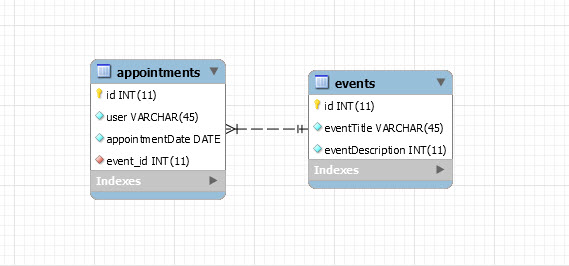 appointments
id INT(11)
user VARCHAR(45)
appointmentDate DATE
event_id INT(11)
Indexes
events
id INT(11)
eventTitle VARCHAR(45)
eventDescription INT(11)
Indexes